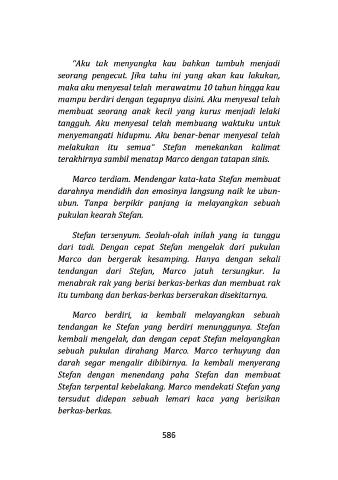 "Aku tak menyangka kau bahkan tumbuh menjadi
seorang pengecut. Jika tahu ini yang akan kau lakukan,
maka aku menyesal telah merawatmu 10 tahun hingga kau
mampu berdiri dengan tegapnya disini. Aku menyesal telah
membuat seorang anak kecil yang kurus menjadi lelaki
tangguh. Aku menyesal telah membuang waktuku untuk
menyemangati hidupmu. Aku benar-benar menyesal telah
melakukan itu semua" Stefan menekankan kalimat
terakhirnya sambil menatap Marco dengan tatapan sinis.
Marco terdiam. Mendengar kata-kata Stefan membuat
darahnya mendidih dan emosinya langsung naik ke ubun-
ubun. Tanpa berpikir panjang ia melayangkan sebuah
pukulan kearah Stefan.
Stefan tersenyum. Seolah-olah inilah yang ia tunggu
dari tadi. Dengan cepat Stefan mengelak dari pukulan
Marco dan bergerak kesamping. Hanya dengan sekali
tendangan dari Stefan, Marco jatuh tersungkur. Ia
menabrak rak yang berisi berkas-berkas dan membuat rak
itu tumbang dan berkas-berkas berserakan disekitarnya.
Marco berdiri, ia kembali melayangkan sebuah
tendangan ke Stefan yang berdiri menunggunya. Stefan
kembali mengelak, dan dengan cepat Stefan melayangkan
sebuah pukulan dirahang Marco. Marco terhuyung dan
darah segar mengalir dibibirnya. Ia kembali menyerang
Stefan dengan menendang paha Stefan dan membuat
Stefan terpental kebelakang. Marco mendekati Stefan yang
tersudut didepan sebuah lemari kaca yang berisikan
berkas-berkas.
586